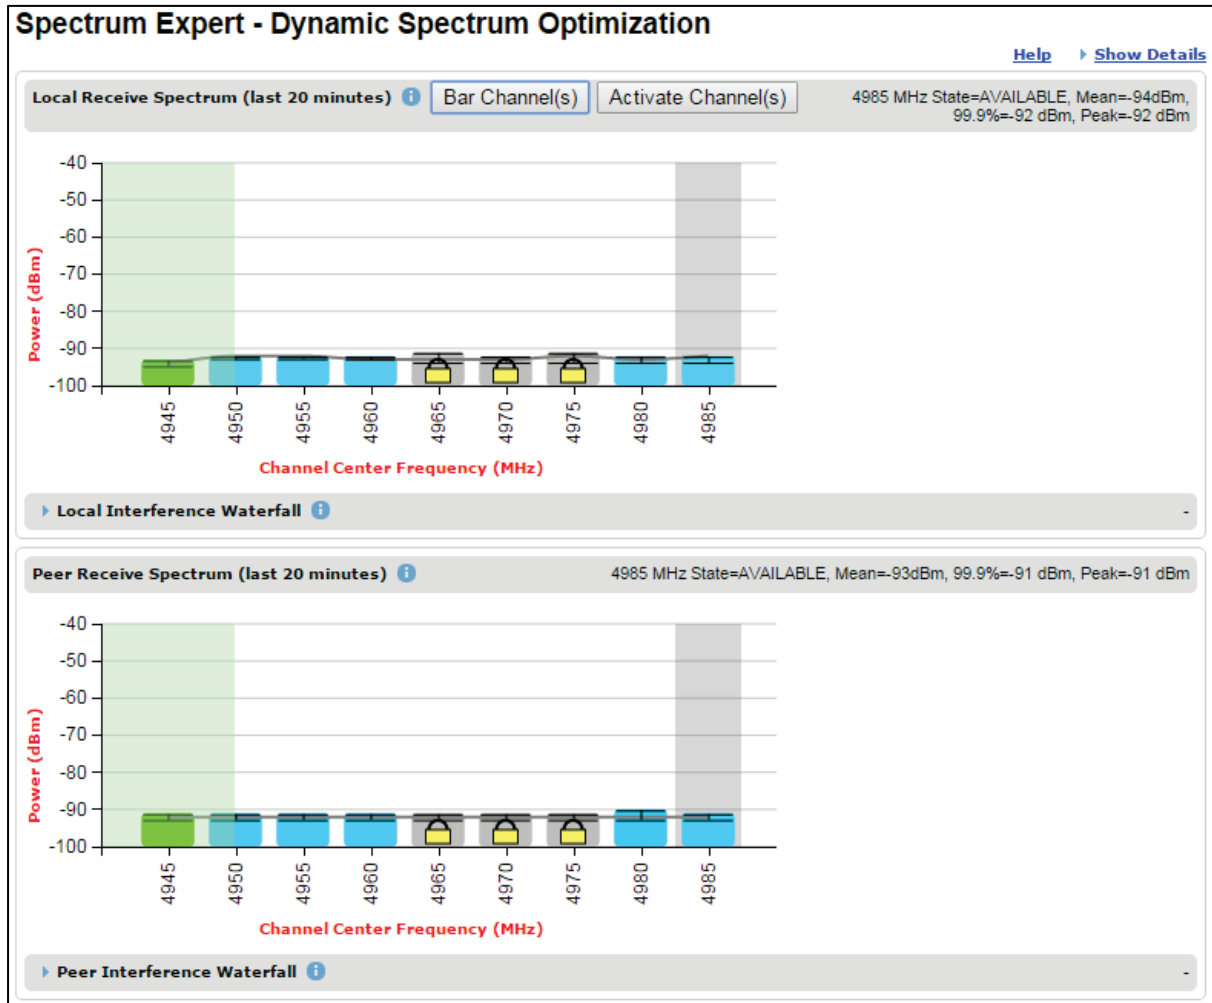 Spectrum Expert - Dynamic Spectrum Optimization
Help Show Details
Local Receive Spectrum (last 20 minutes) i Bar Channel(s) Activate Channel(s) 4985 MHz State=AVAILABLE, Mean=-94dBm,
99.9%=-92 dBm, Peak=-92 dBm
-40
-50
-60
-70
-80
-90
-100
Power (dBm)
4945 4950 4955 4960 4965 4970 4975 4980 4985
Channel Center Frequency (MHz)
Local Interference Waterfall i -
Peer Receive Spectrum (last 20 minutes) i 4985 MHz State=AVAILABLE, Mean=-93dBm, 99.9%=-91 dBm, Peak=-91 dBm
-40
-50
-60
-70
-80
-90
-100
Power (dBm)
4945 4950 4955 4960 4965 4970 4975 4980 4985
Channel Center Frequency (MHz)
Peer Interference Waterfall i -